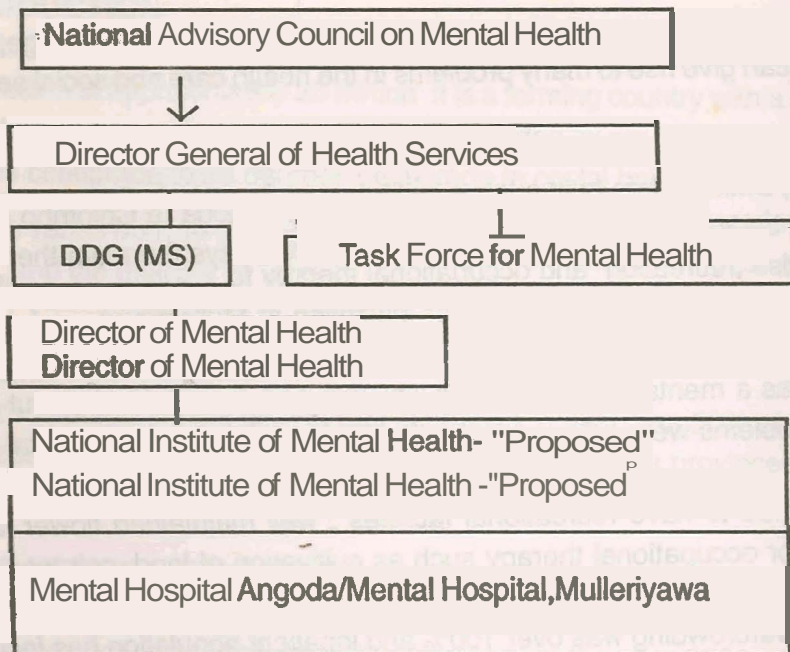 National Advisory Council on Mental Health
Director General of Health Services
DDG (MS)
Task Force for Mental Health
Director of Mental Health
Director of Mental Health
National Institute of Mental Health- "Proposed"
National Institute of Mental Health -"Proposed
Mental Hospital Angoda/Mental Hospital,Mulleriyawa